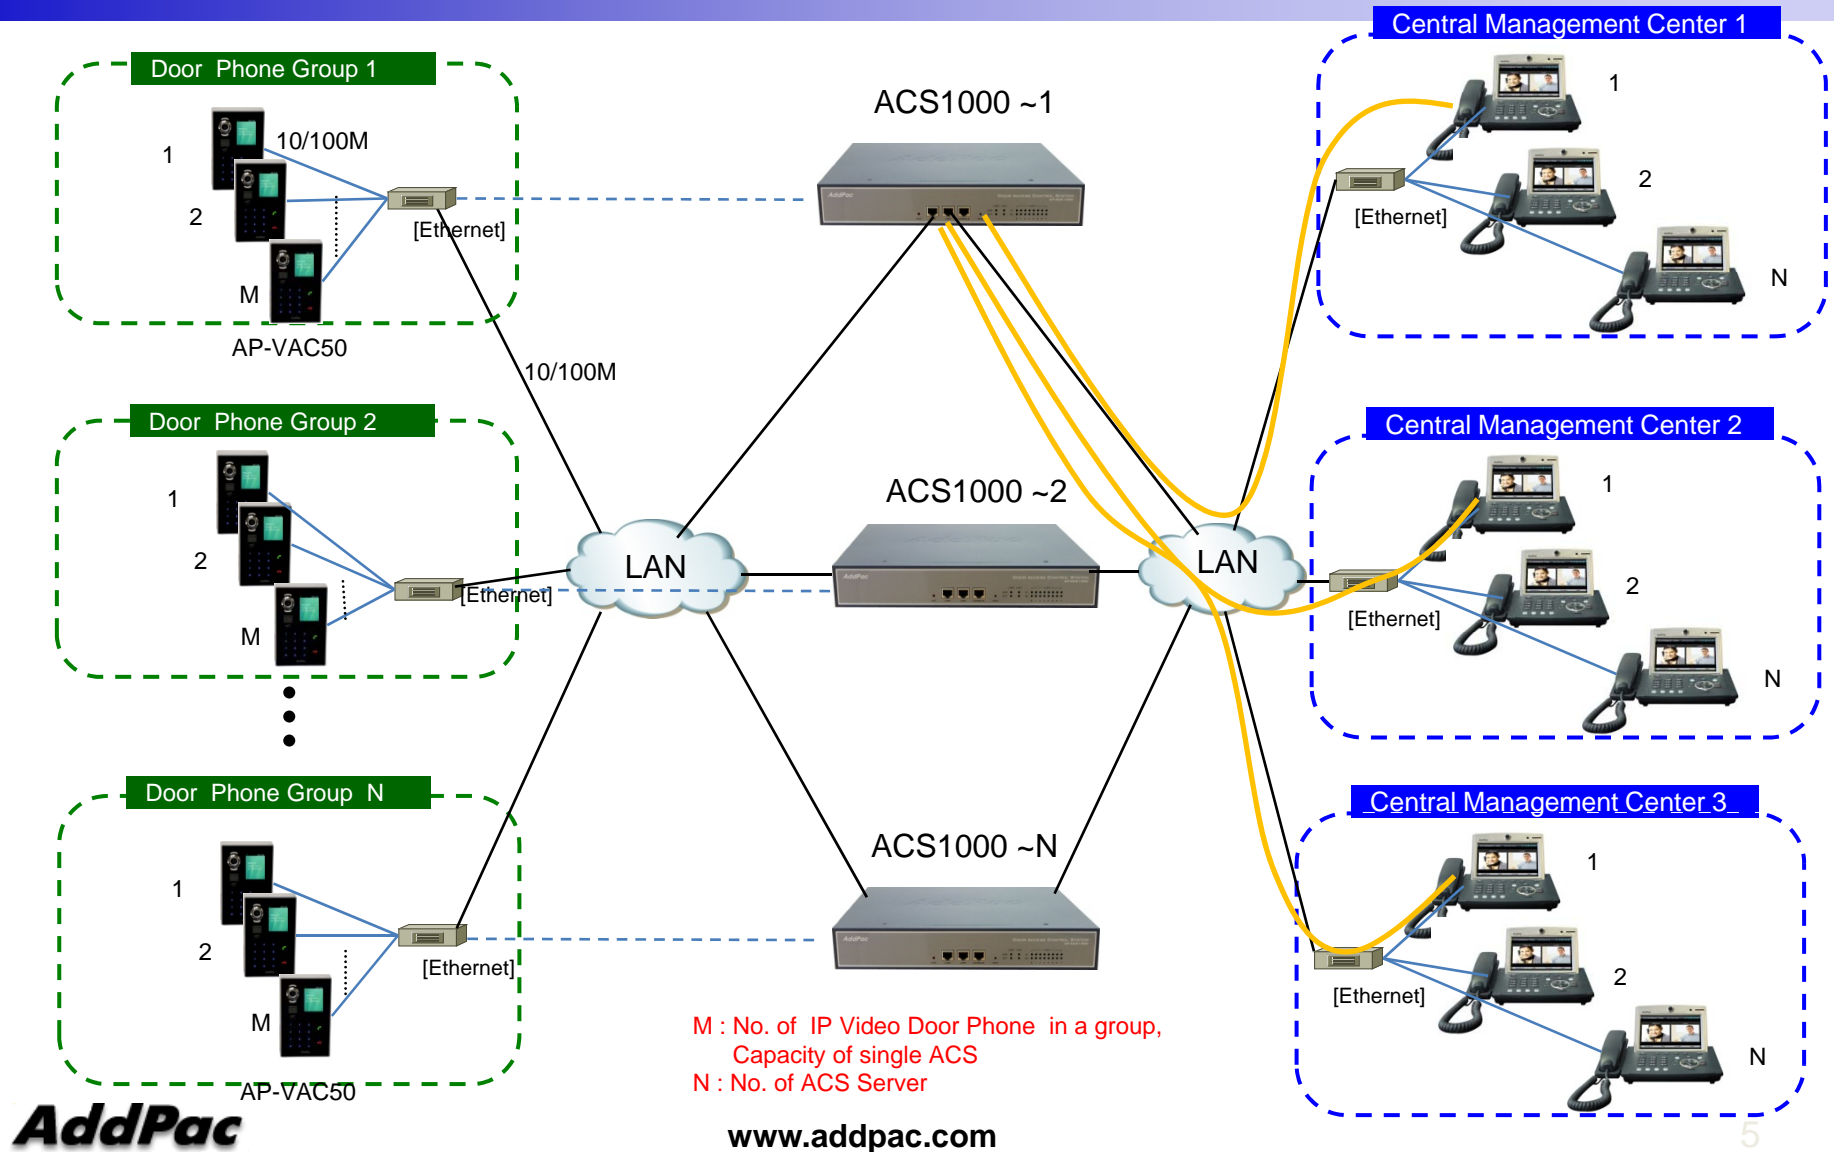 Central Management Center 1
Door Phone Group 1
ACS1000 ~1
1
10/100M
1
2
[Ethernet]
M
AP-VAC50
AddPac
1
2
[Ethernet]
N
10/100M
Door Phone Group 2
1
2
[Ethernet]
M
LAN
ACS1000 ~2
AddPac
LAN
Central Management Center 2
1
2
[Ethernet]
N
Door Phone Group N
1
2
[Ethernet]
M
AP-VAC50
ACS1000 ~N
AddPac
Central Management Center 3
1
2
[Ethernet]
N
M : No. of IP Video Door Phone in a group,
Capacity of single ACS
N : No. of ACS Server
AddPac
www.addpac.com
5